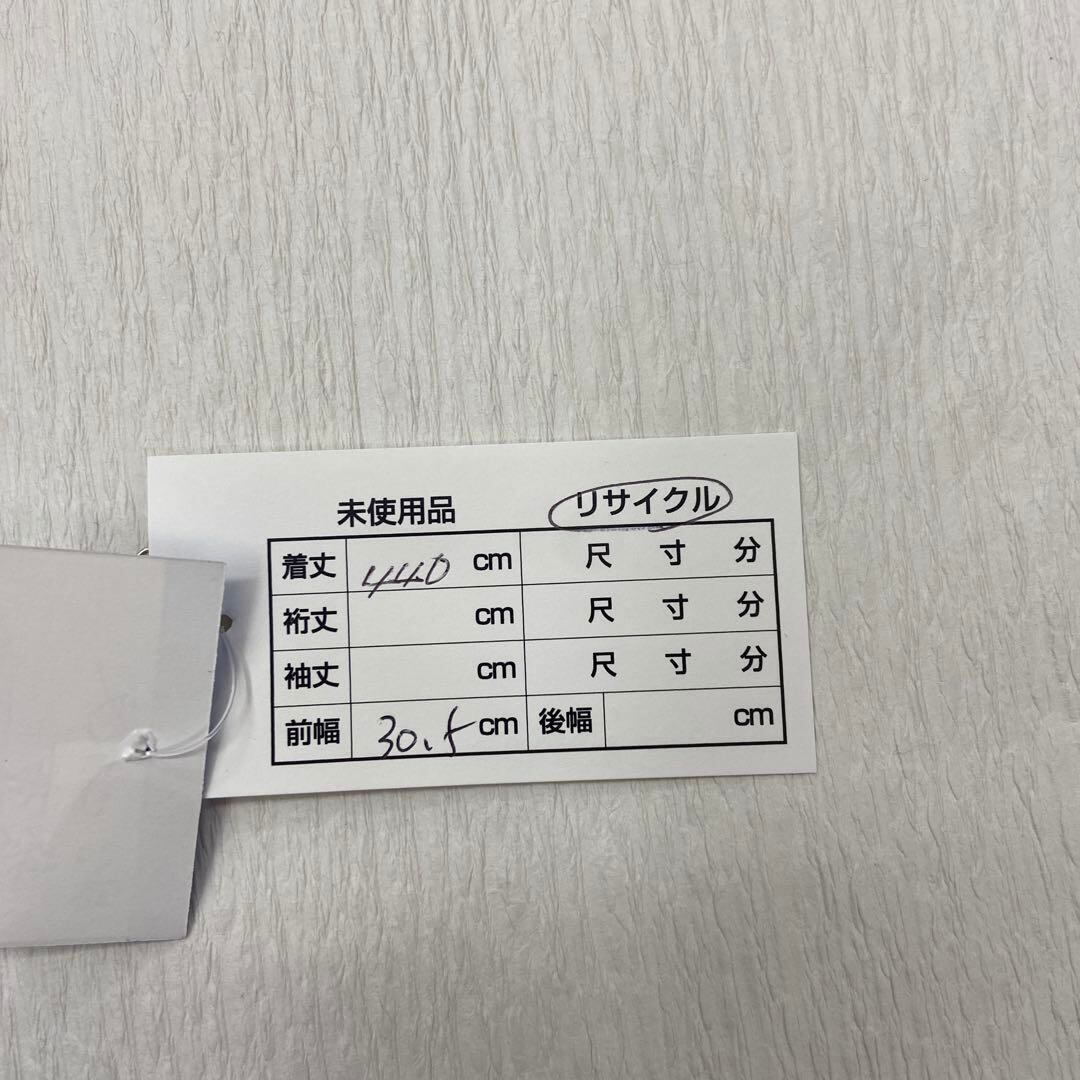 未使用品 リサイクル
着丈 440 cm 尺 寸 分
裄丈 cm 尺 寸 分
袖丈 cm 尺 寸 分
前幅 30.5 cm 後幅 cm